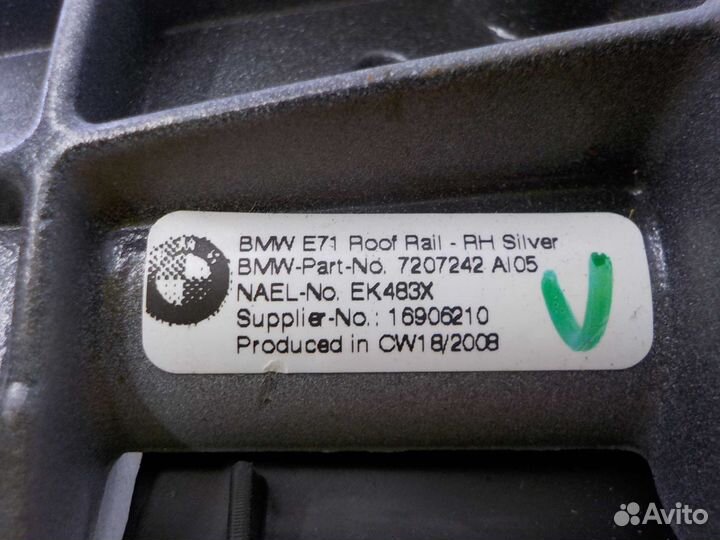 BMW E71 Roof Rail - RH Silver
BMW-Part-No. 7207242 AI05
NAEL-No. EK483X
Supplier-No.: 16906210
Produced in CW18/2008
V
Avito